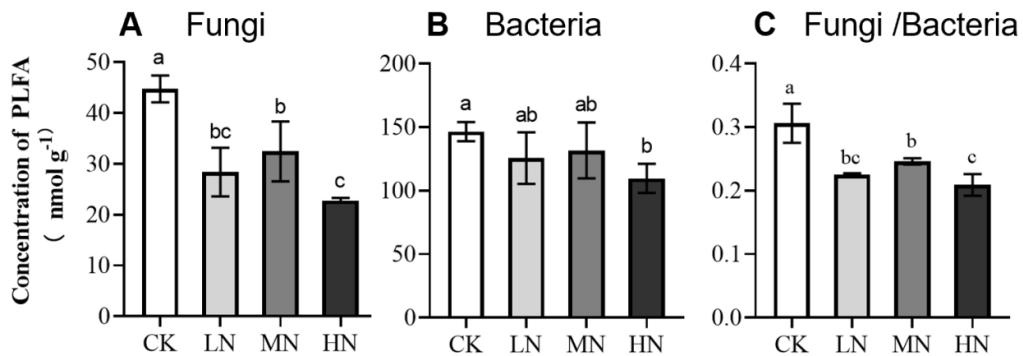 A Fungi
B Bacteria
C Fungi /Bacteria
Concentration of PLFA
( nmol g-1)
50
40
30
20
10
0
a
bc
b
c
CK LN MN HN
200
150
100
50
0
a
ab
ab
b
CK LN MN HN
0.4
0.3
0.2
0.1
0.0
a
bc
b
c
CK LN MN HN